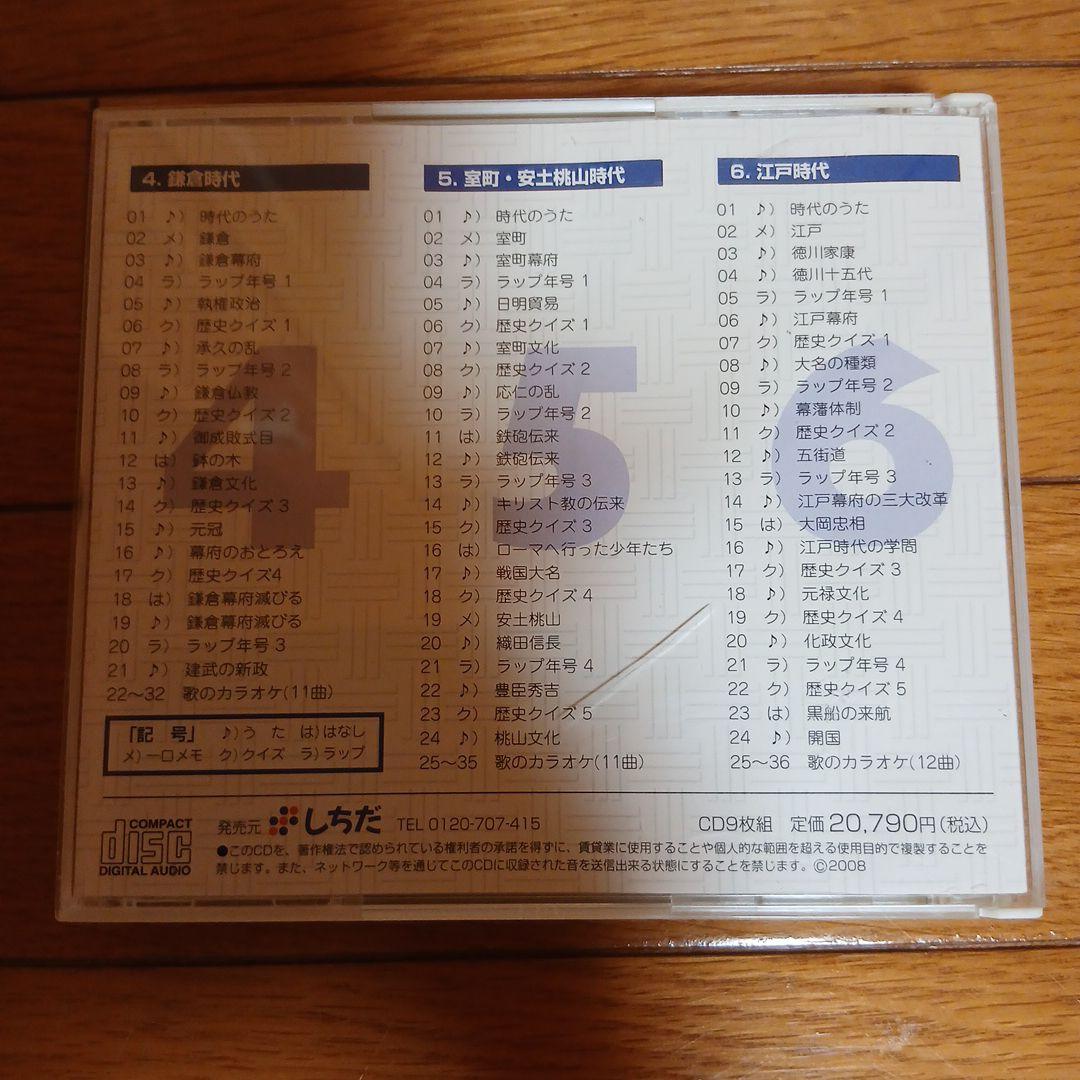 4. 鎌倉時代
01 ♪) 時代のうた
02 メ) 鎌倉
03 ♪) 鎌倉幕府
04 ラ) ラップ年号 1
05 ♪) 執権政治
06 ク) 歴史クイズ 1
07 ♪) 承久の乱
08 ラ) ラップ年号 2
09 ♪) 鎌倉仏教
10 ク) 歴史クイズ 2
11 ♪) 御成敗式目
12 は) 鉢の木
13 ♪) 鎌倉文化
14 ク) 歴史クイズ 3
15 ♪) 元冠
16 ♪) 幕府のおとろえ
17 ク) 歴史クイズ4
18 は) 鎌倉幕府滅びる
19 ♪) 鎌倉幕府滅びる
20 ラ) ラップ年号 3
21 ♪) 建武の新政
22〜32 歌のカラオケ(11曲)
「記 号」 ♪)うた は)はなし
メ)一口メモ ク)クイズ ラ)ラップ
5. 室町・安土桃山時代
01 ♪) 時代のうた
02 メ) 室町
03 ♪) 室町幕府
04 ラ) ラップ年号 1
05 ♪) 日明貿易
06 ク) 歴史クイズ 1
07 ♪) 室町文化
08 ク) 歴史クイズ 2
09 ♪) 応仁の乱
10 ラ) ラップ年号 2
11 は) 鉄砲伝来
12 ♪) 鉄砲伝来
13 ラ) ラップ年号 3
14 ♪) キリスト教の伝来
15 ク) 歴史クイズ 3
16 は) ローマへ行った少年たち
17 ♪) 戦国大名
18 ク) 歴史クイズ 4
19 メ) 安土桃山
20 ♪) 織田信長
21 ラ) ラップ年号 4
22 ♪) 豊臣秀吉
23 ク) 歴史クイズ 5
24 ♪) 桃山文化
25〜35 歌のカラオケ(11曲)
6. 江戸時代
01 ♪) 時代のうた
02 メ) 江戸
03 ♪) 徳川家康
04 ♪) 徳川十五代
05 ラ) ラップ年号 1
06 ♪) 江戸幕府
07 ク) 歴史クイズ 1
08 ♪) 大名の種類
09 ラ) ラップ年号 2
10 ♪) 幕藩体制
11 ク) 歴史クイズ 2
12 ♪) 五街道
13 ラ) ラップ年号 3
14 ♪) 江戸幕府の三大改革
15 は) 大岡忠相
16 ♪) 江戸時代の学問
17 ク) 歴史クイズ 3
18 ♪) 元禄文化
19 ク) 歴史クイズ 4
20 ♪) 化政文化
21 ラ) ラップ年号 4
22 ク) 歴史クイズ 5
23 は) 黒船の来航
24 ♪) 開国
25〜36 歌のカラオケ(12曲)
4 5 6
COMPACT
disc
DIGITAL AUDIO
発売元 しちだ TEL 0120-707-415 CD9枚組 定価 20,790円(税込)
●このCDを、著作権法で認められている権利者の承諾を得ずに、賃貸業に使用することや個人的な範囲を超える使用目的で複製することを
禁じます。また、ネットワーク等を通じてこのCDに収録された音を送信出来る状態にすることを禁じます。©2008